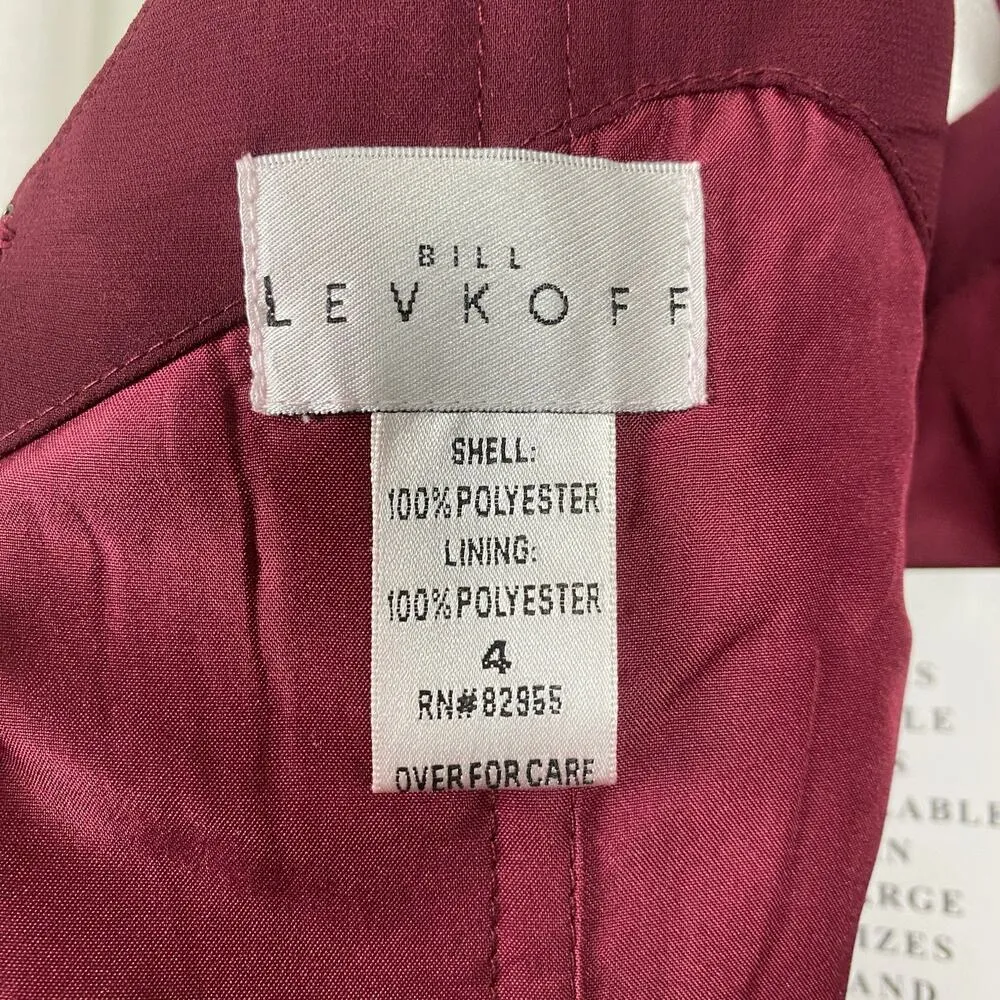 BILL
LEVKOFF
SHELL:
100% POLYESTER
LINING:
100% POLYESTER
4
RN#82955
OVER FOR CARE